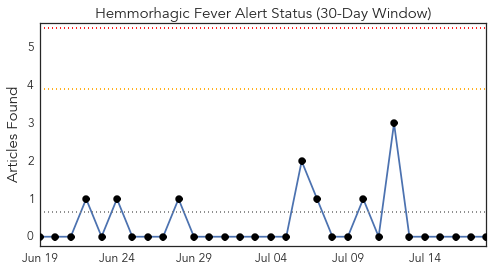 Hemmorhagic Fever Alert Status (30-Day Window)
Articles Found
5
4
3
2
1
0
Jun 19 Jun 24 Jun 29 Jul 04 Jul 09 Jul 14